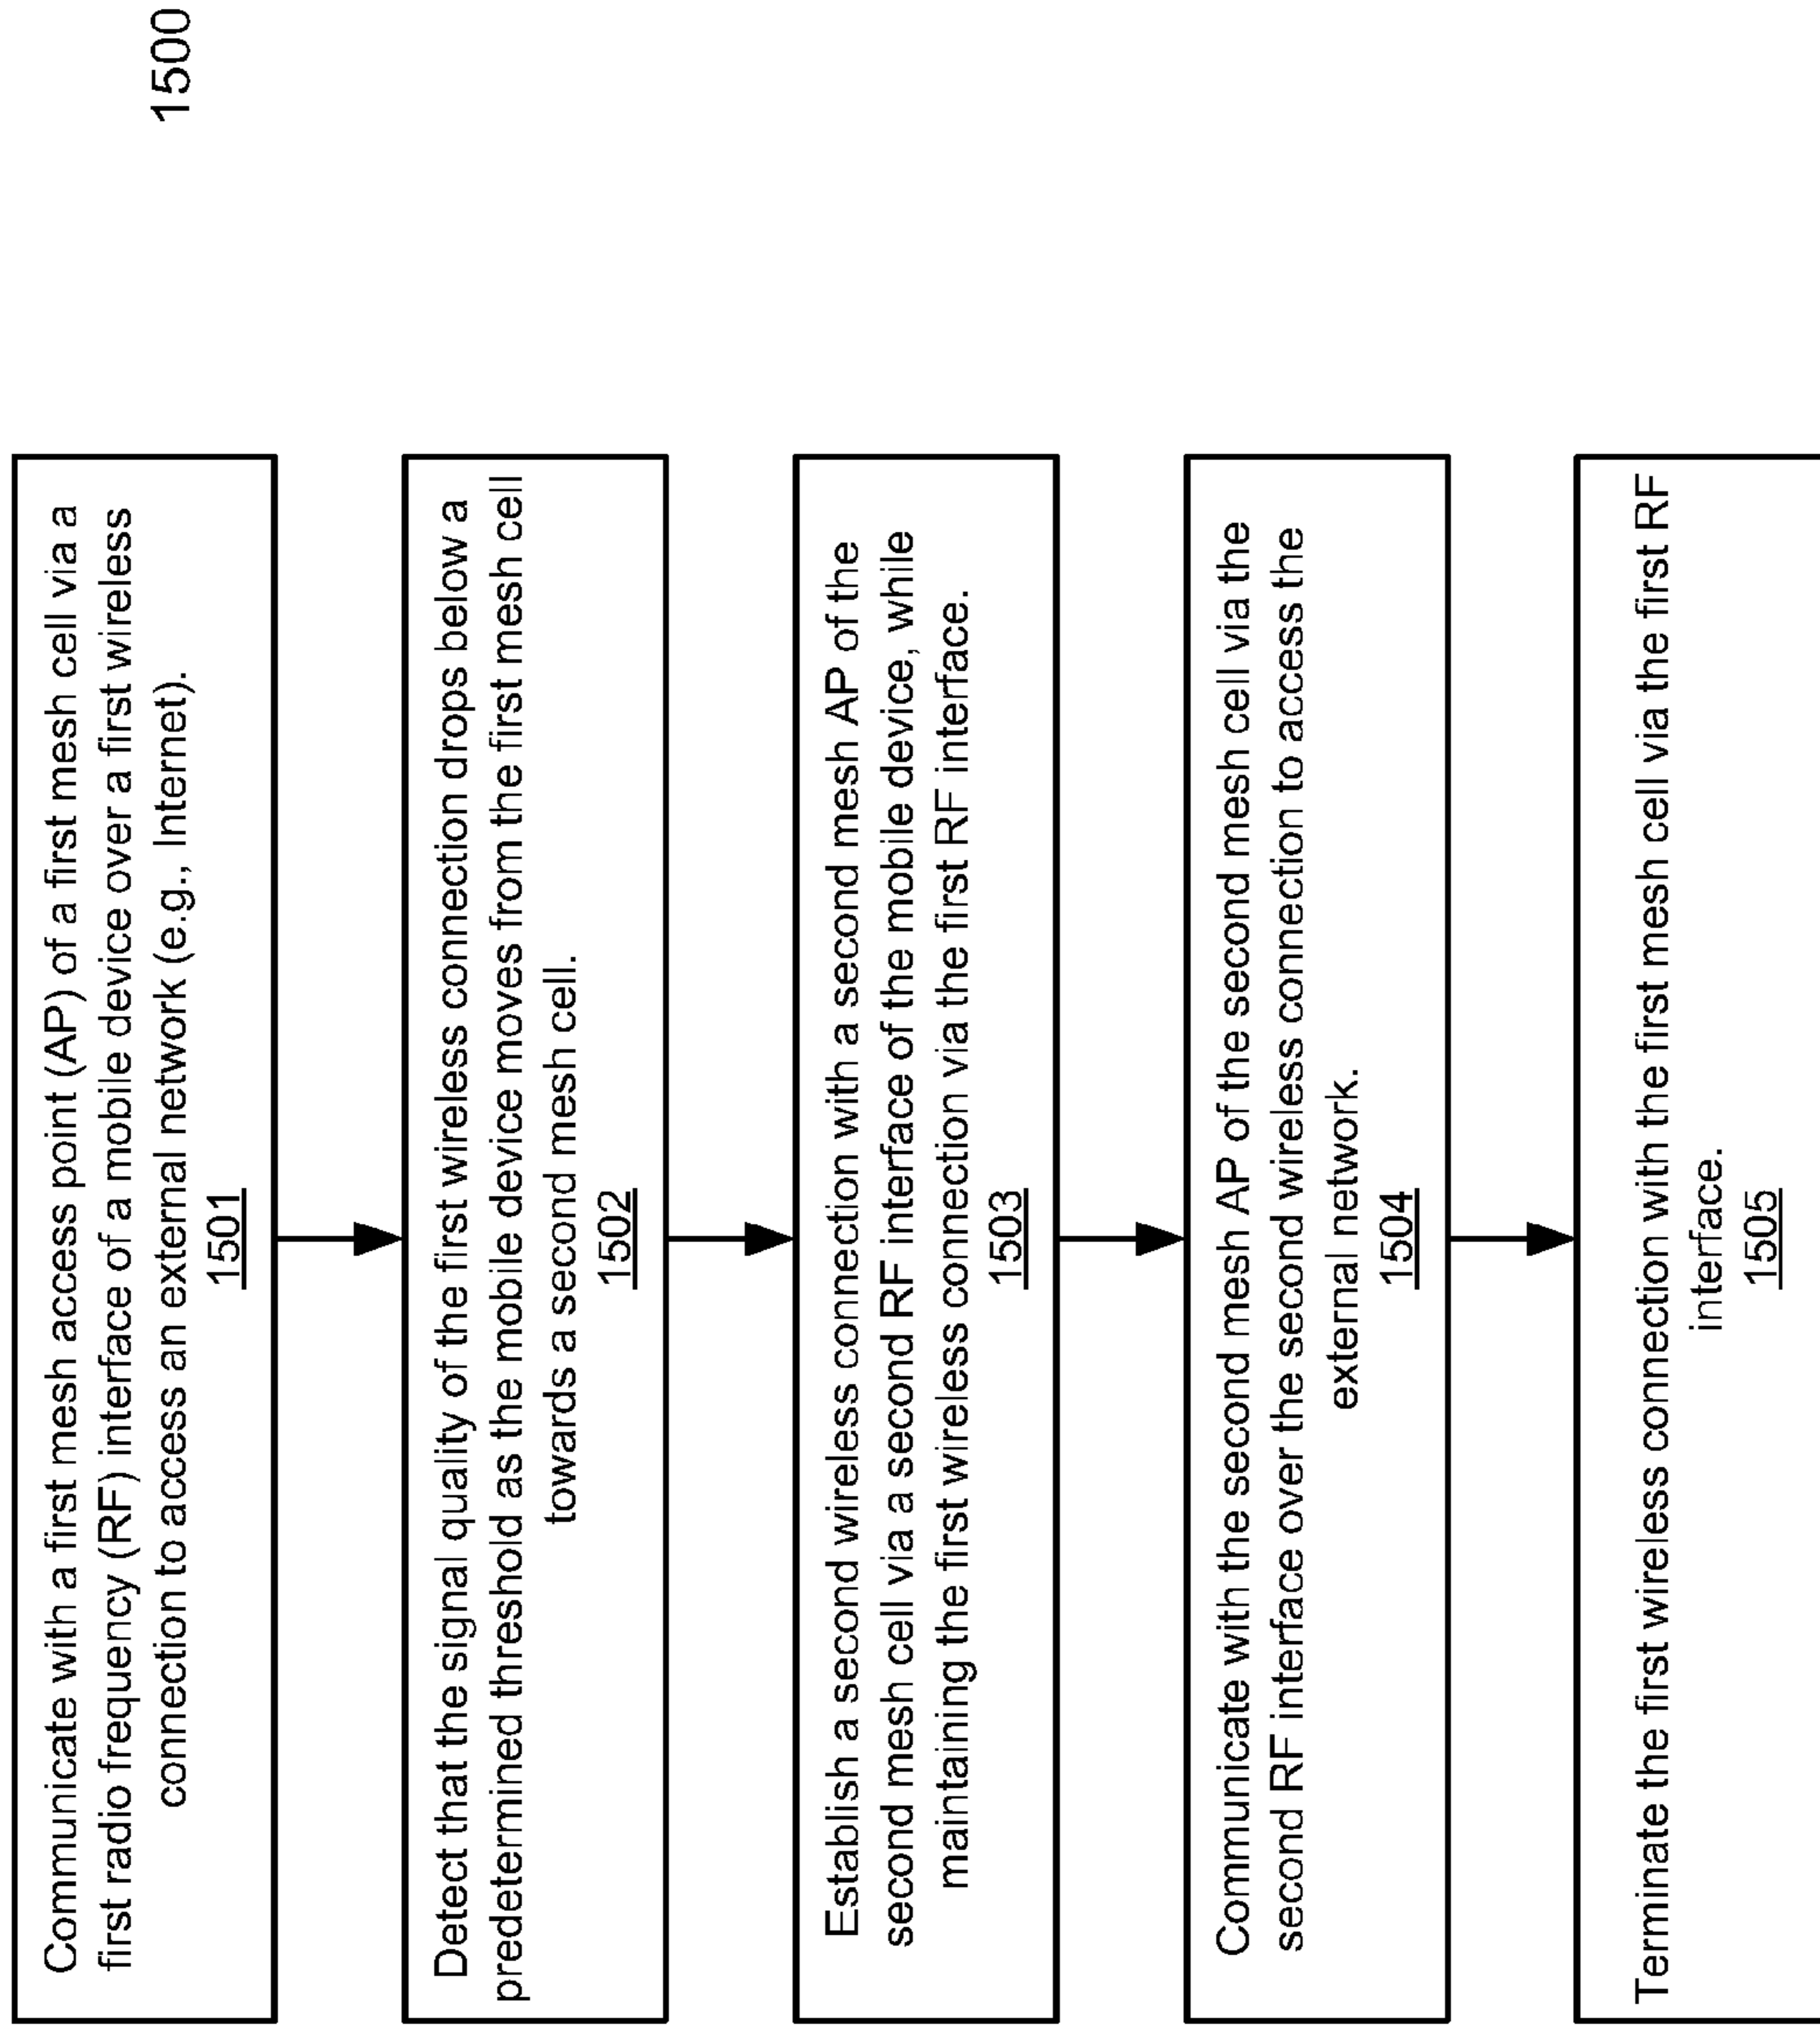 1500
Communicate with a first mesh access point (AP) of a first mesh cell via a
first radio frequency (RF) interface of a mobile device over a first wireless
connection to access an external network (e.g., Internet).
1501
Detect that the signal quality of the first wireless connection drops below a
predetermined threshold as the mobile device moves from the first mesh cell
towards a second mesh cell.
1502
Establish a second wireless connection with a second mesh AP of the
second mesh cell via a second RF interface of the mobile device, while
maintaining the first wireless connection via the first RF interface.
1503
Communicate with the second mesh AP of the second mesh cell via the
second RF interface over the second wireless connection to access the
external network.
1504
Terminate the first wireless connection with the first mesh cell via the first RF
interface.
1505